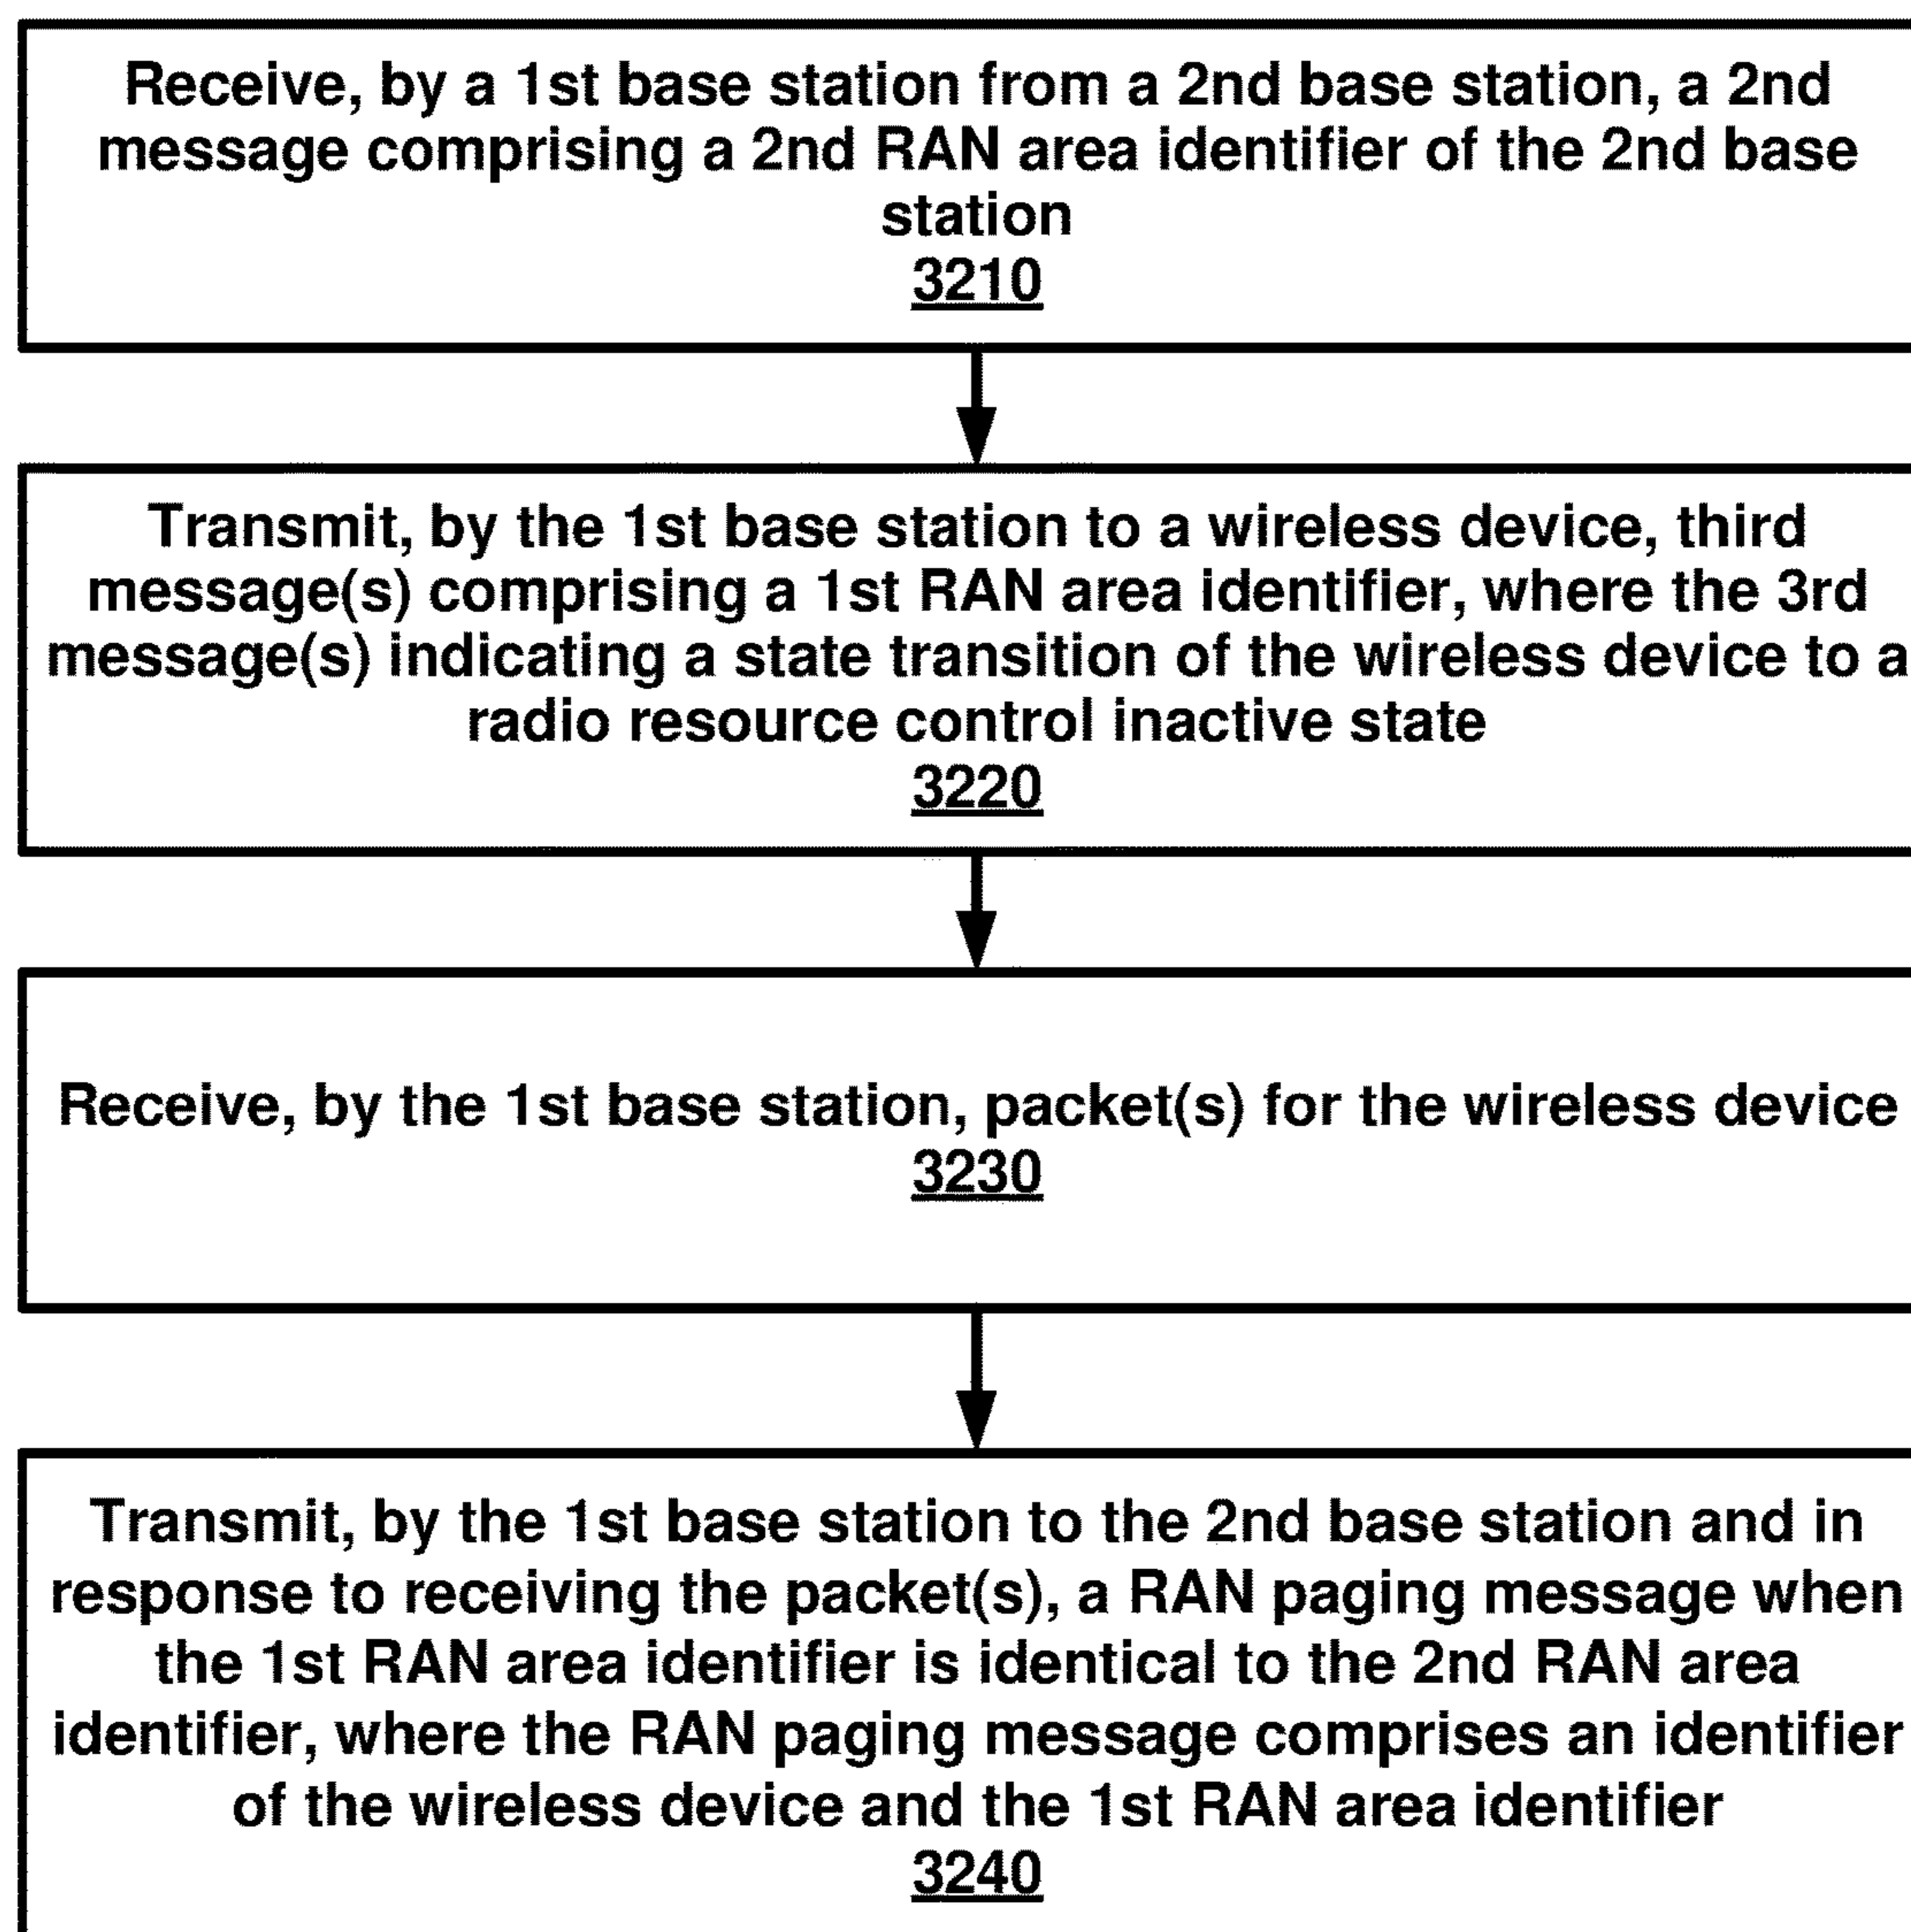 Receive, by a 1st base station from a 2nd base station, a 2nd
message comprising a 2nd RAN area identifier of the 2nd base
station
3210
Transmit, by the 1st base station to a wireless device, third
message(s) comprising a 1st RAN area identifier, where the 3rd
message(s) indicating a state transition of the wireless device to a
radio resource control inactive state
3220
Receive, by the 1st base station, packet(s) for the wireless device
3230
Transmit, by the 1st base station to the 2nd base station and in
response to receiving the packet(s), a RAN paging message when
the 1st RAN area identifier is identical to the 2nd RAN area
identifier, where the RAN paging message comprises an identifier
of the wireless device and the 1st RAN area identifier
3240